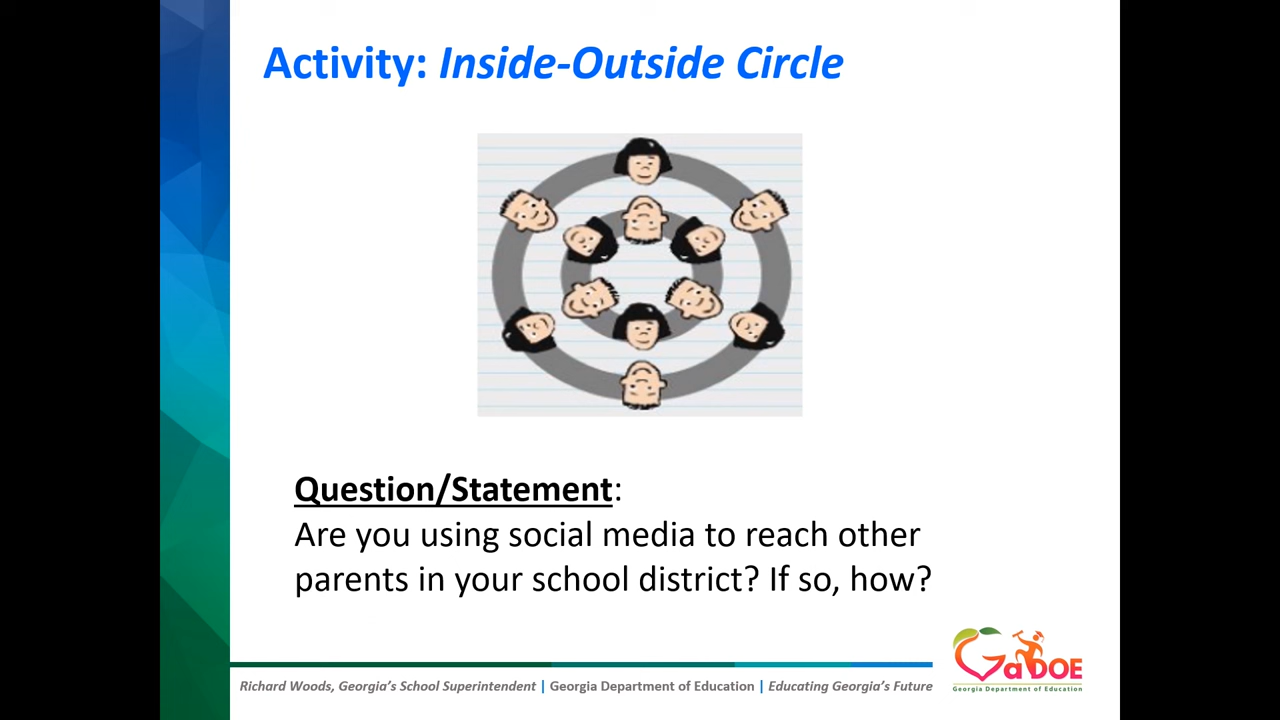 Activity: Inside-Outside Circle
Question/Statement:
Are you using social media to reach other
parents in your school district? If so, how?
Richard Woods, Georgia’s School Superintendent | Georgia Department of Education | Educating Georgia’s Future
GaDOE
Georgia Department of Education